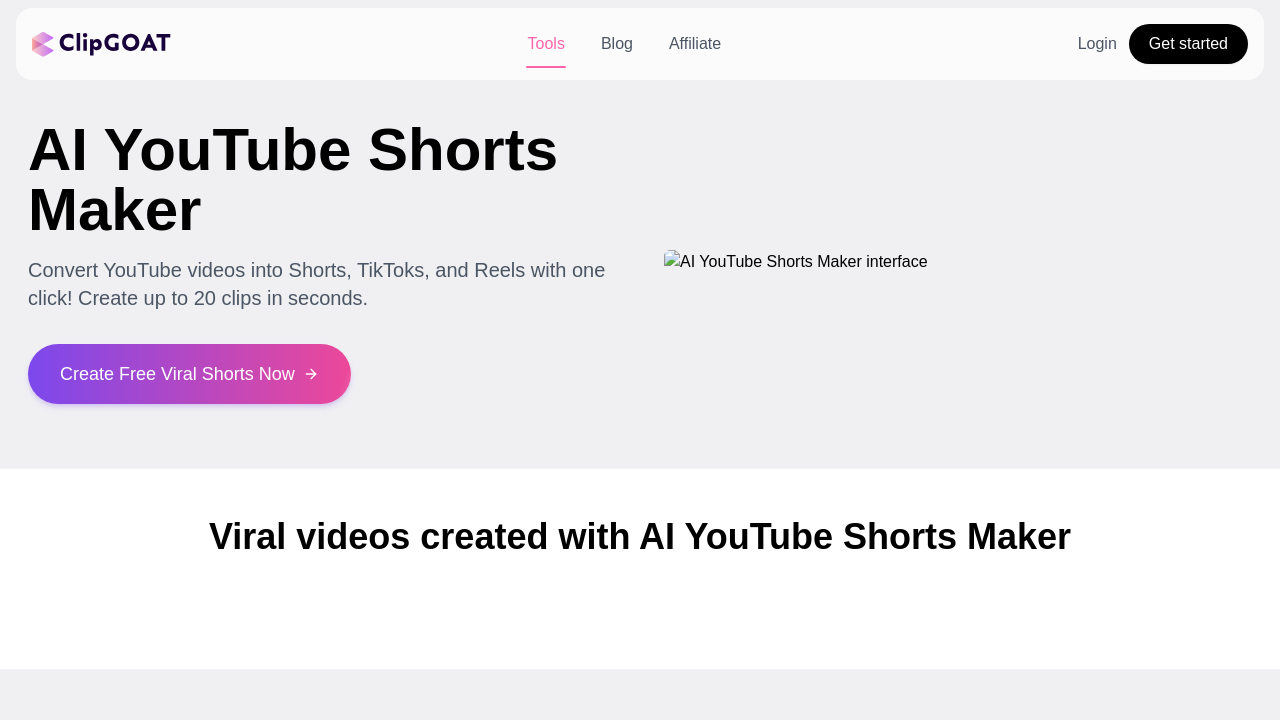 ClipGOAT
Tools
Blog
Affiliate
Login
Get started
AI YouTube Shorts
Maker
Convert YouTube videos into Shorts, TikToks, and Reels with one
click! Create up to 20 clips in seconds.
Create Free Viral Shorts Now
AI YouTube Shorts Maker interface
Viral videos created with AI YouTube Shorts Maker